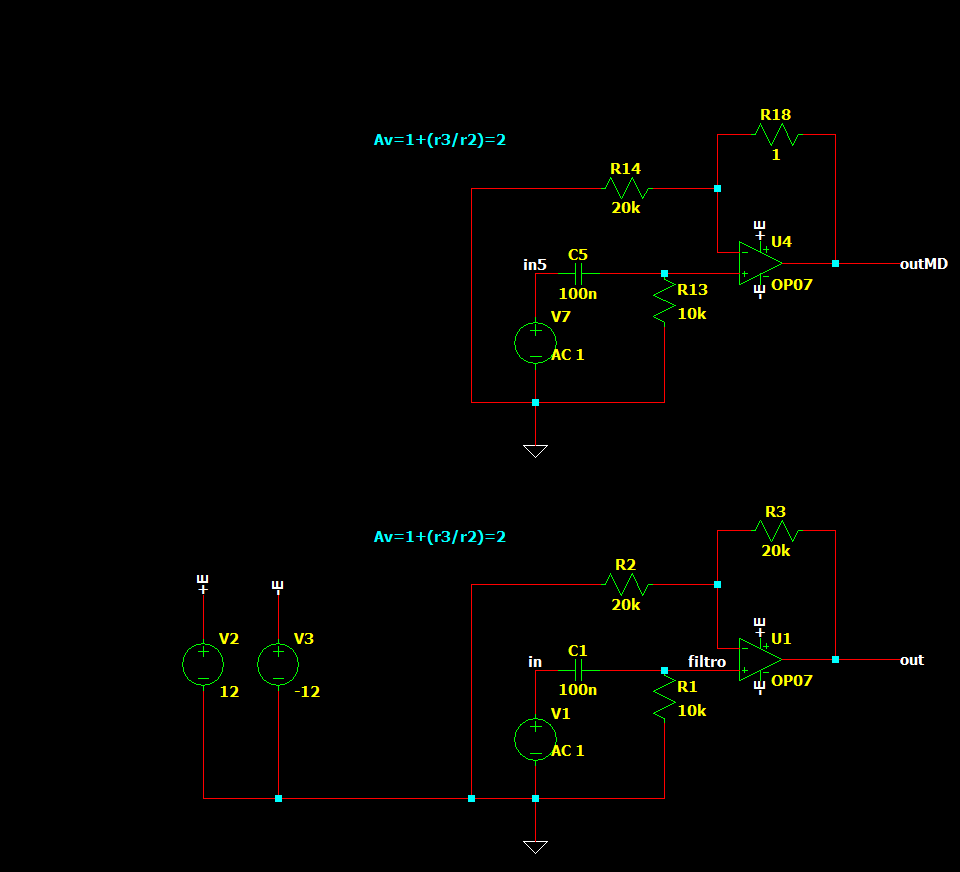 R18
Av=1+(r3/r2)=2
1
R14
20k
+E
U4
C5
in5
outMD
-E
OP07
R13
100n
10k
V7
AC 1
R3
Av=1+(r3/r2)=2
20k
R2
+E
-E
20k
+E
V2
V3
U1
C1
in
filtro
out
-E
OP07
R1
12
-12
100n
10k
V1
AC 1